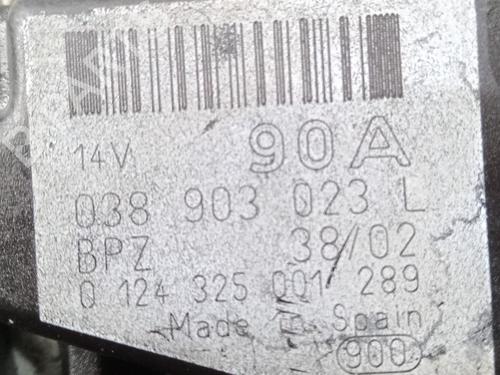 14V 90A
038 903 023 L
BPZ 38/02
0 124 325 001 289
Made In Spain
900